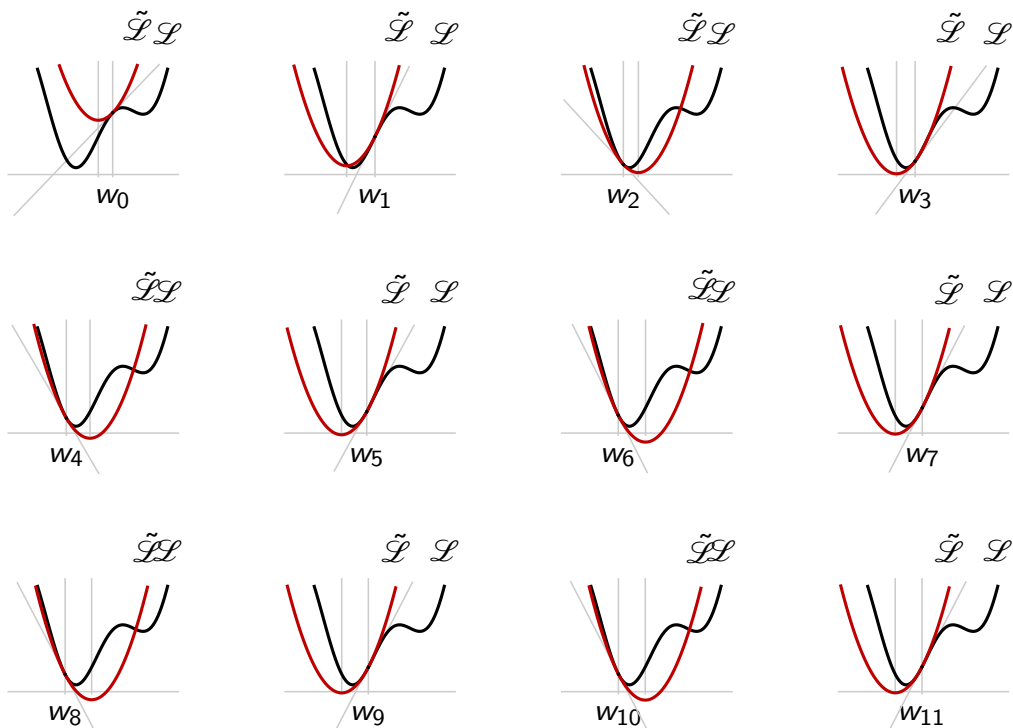 ℒ̃ ℒ ℒ̃ ℒ ℒ̃ ℒ ℒ̃ ℒ
w₀ w₁ w₂ w₃
ℒ̃ ℒ ℒ̃ ℒ ℒ̃ ℒ ℒ̃ ℒ
w₄ w₅ w₆ w₇
ℒ̃ ℒ ℒ̃ ℒ ℒ̃ ℒ ℒ̃ ℒ
w₈ w₉ w₁₀ w₁₁